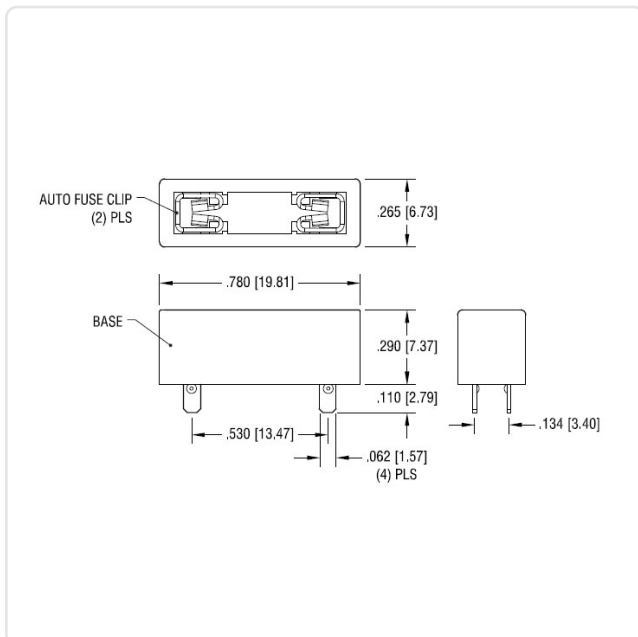 AUTO FUSE CLIP
(2) PLS
.265 [6.73]
.780 [19.81]
BASE
.290 [7.37]
.110 [2.79]
.530 [13.47]
.134 [3.40]
.062 [1.57]
(4) PLS